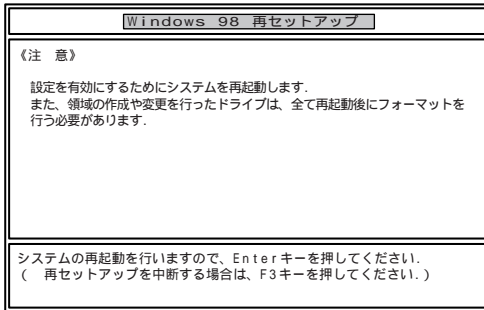 Windows 98 再セットアップ
《注　意》
設定を有効にするためにシステムを再起動します.
また、領域の作成や変更を行ったドライブは、全て再起動後にフォーマットを
行う必要があります.
システムの再起動を行いますので、Enterキーを押してください.
(　再セットアップを中断する場合は、F3キーを押してください.)